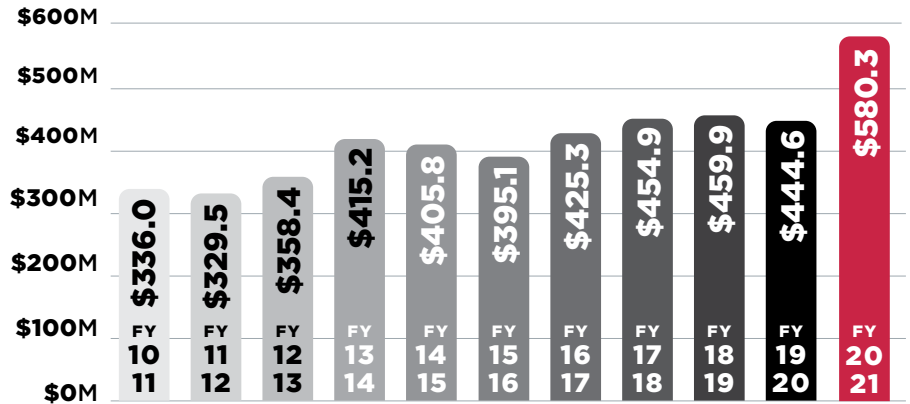 $600M
$500M
$400M
$300M
$200M
$100M
$0M
$336.0
FY
10
11
$329.5
FY
11
12
$358.4
FY
12
13
$415.2
FY
13
14
$405.8
FY
14
15
$395.1
FY
15
16
$425.3
FY
16
17
$454.9
FY
17
18
$459.9
FY
18
19
$444.6
FY
19
20
$580.3
FY
20
21